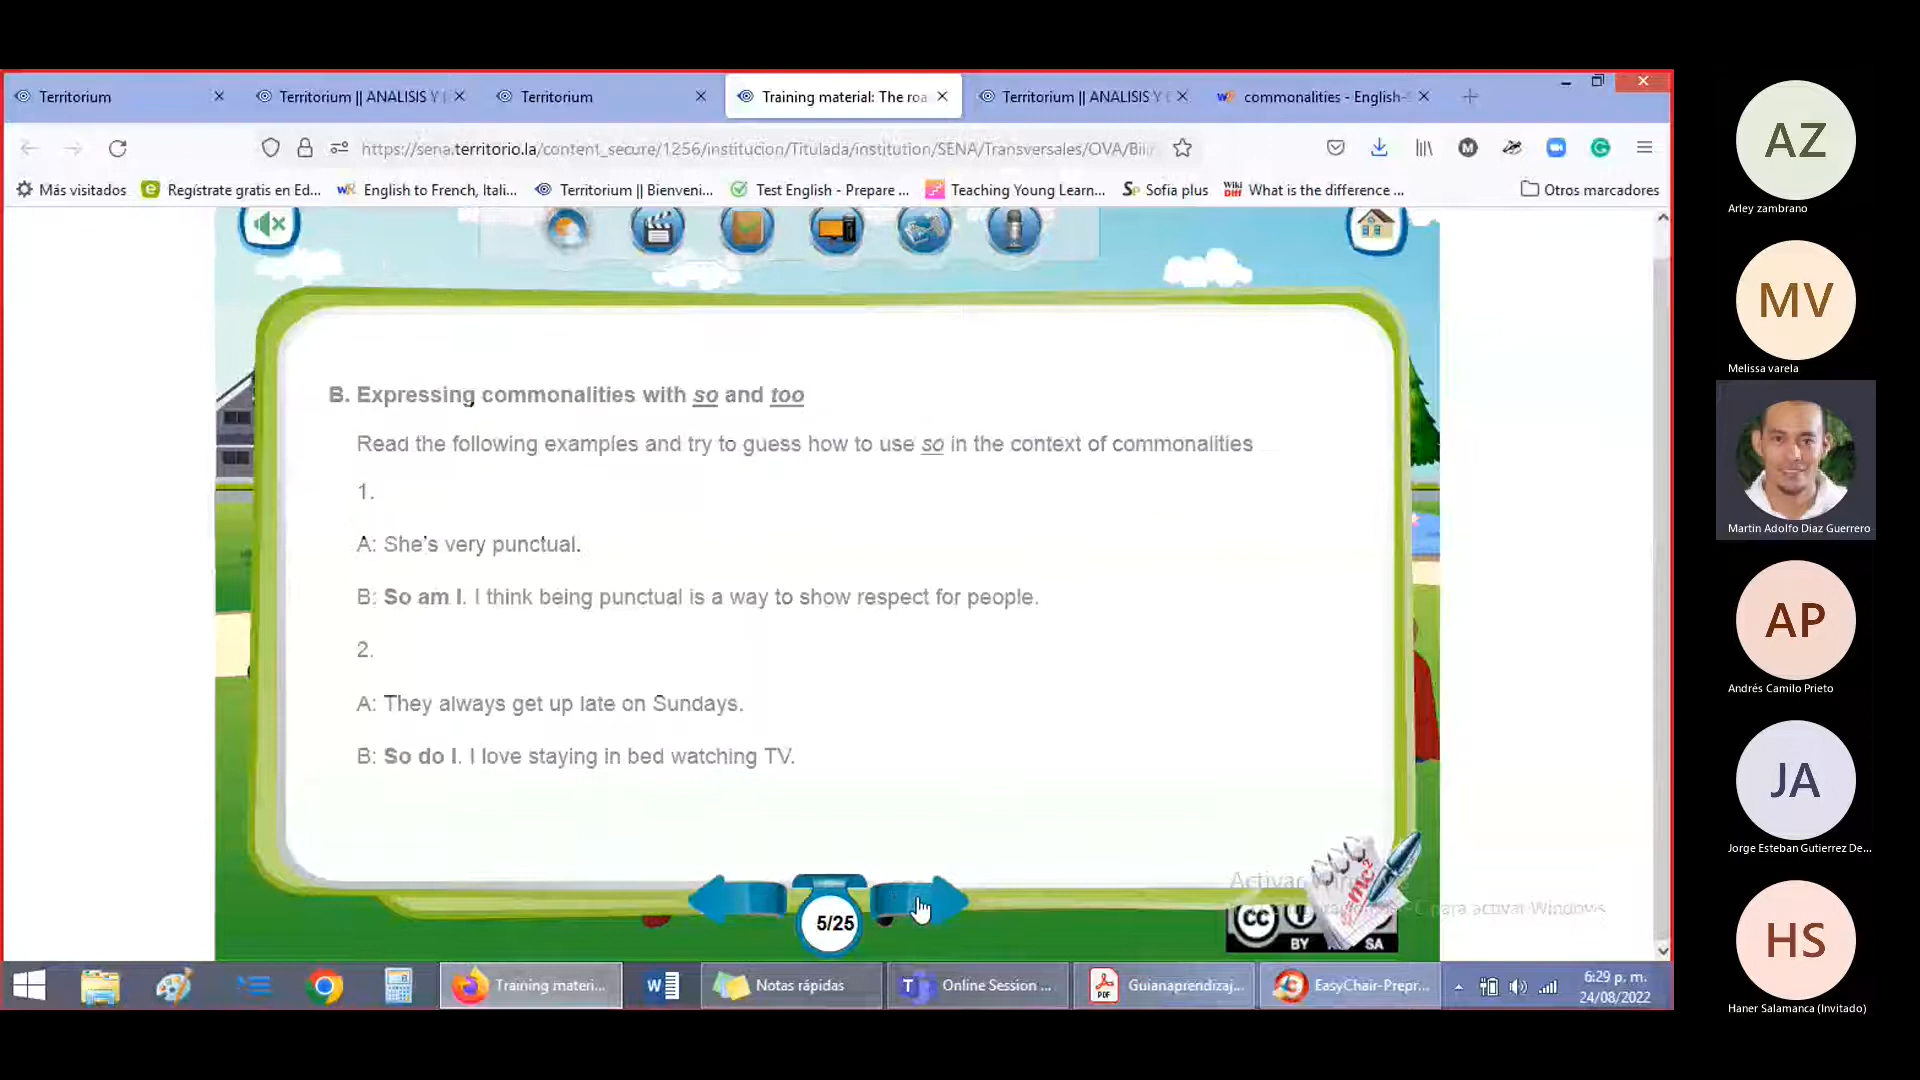 Territorium
Territorium || ANALISIS Y
Territorium
Training material: The roa
Territorium || ANALISIS Y
commonalities - English-
https://sena.territorio.la/content_secure/1256/institucion/Titulada/institution/SENA/Transversales/OVA/Bili
Más visitados
Regístrate gratis en Ed...
English to French, Itali...
Territorium || Bienveni...
Test English - Prepare ...
Teaching Young Learn...
Sofia plus
What is the difference ...
Otros marcadores
B. Expressing commonalities with so and too
Read the following examples and try to guess how to use so in the context of commonalities
1.
A: She's very punctual.
B: So am I. I think being punctual is a way to show respect for people.
2.
A: They always get up late on Sundays.
B: So do I. I love staying in bed watching TV.
5/25
Activar
para activar Windows
CC
BY SA
Training materi...
Notas rápidas
Online Session ...
Guianaprendizaj...
EasyChair-Prepr...
6:29 p. m.
24/08/2022
AZ
Arley zambrano
MV
Melissa varela
Martin Adolfo Diaz Guerrero
AP
Andrés Camilo Prieto
JA
Jorge Esteban Gutierrez De...
HS
Haner Salamanca (Invitado)